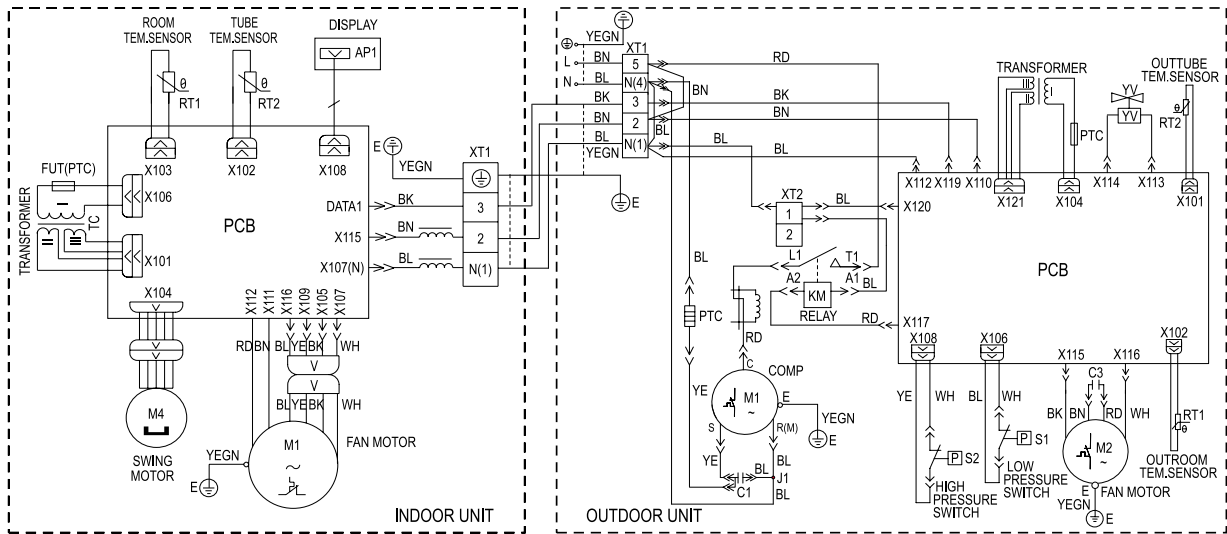 ROOM
TEM.SENSOR
TUBE
TEM.SENSOR
DISPLAY
AP1
θ
RT1
θ
RT2
X103
X102
X108
FUT(PTC)
X106
I
TRANSFORMER
TC
II
III
X101
PCB
DATA1
X115
X107(N)
BK
BN
BL
E
YEGN
XT1
3
2
N(1)
X104
X112
X111
X116
X109
X105
X107
RD
BN
BL
YE
BK
WH
V
V
BL
YE
BK
WH
M4
SWING
MOTOR
YEGN
E
M1
~
FAN MOTOR
INDOOR UNIT
YEGN
L
N
BN
BL
BK
BN
BL
YEGN
XT1
5
N(4)
3
2
N(1)
E
RD
BN
BK
BN
BL
BL
BL
TRANSFORMER
III
II
I
PTC
YV
YV
OUTTUBE
TEM.SENSOR
θ
RT2
X112
X119
X110
X121
X104
X114
X113
X101
XT2
1
2
BL
X120
L1
T1
A2
A1
KM
RELAY
BL
RD
X117
PCB
BL
PTC
YE
RD
C
COMP
M1
~
E
YEGN
E
S
R(M)
YE
BL
BL
C1
J1
BL
X108
X106
X115
X116
X102
YE
WH
BL
WH
BK
BN
C3
RD
WH
P
S2
P
S1
HIGH
PRESSURE
SWITCH
LOW
PRESSURE
SWITCH
M2
~
E
FAN MOTOR
YEGN
E
RT1
θ
OUTROOM
TEM.SENSOR
OUTDOOR UNIT